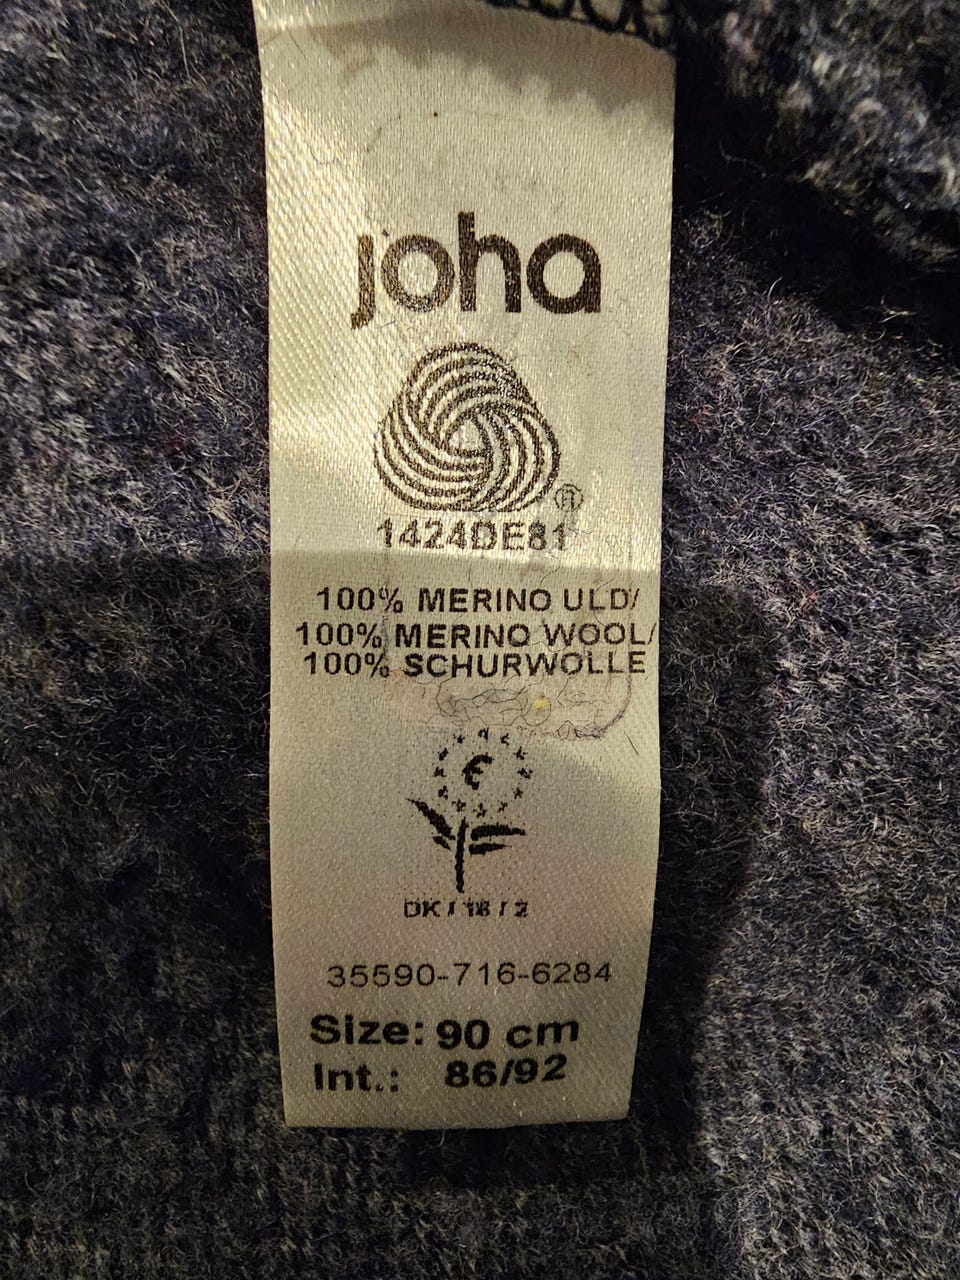 joha
®
1424DE81
100% MERINO ULD/
100% MERINO WOOL/
100% SCHURWOLLE
€
DK / 16 / 2
35590-716-6284
Size: 90 cm
Int.: 86/92